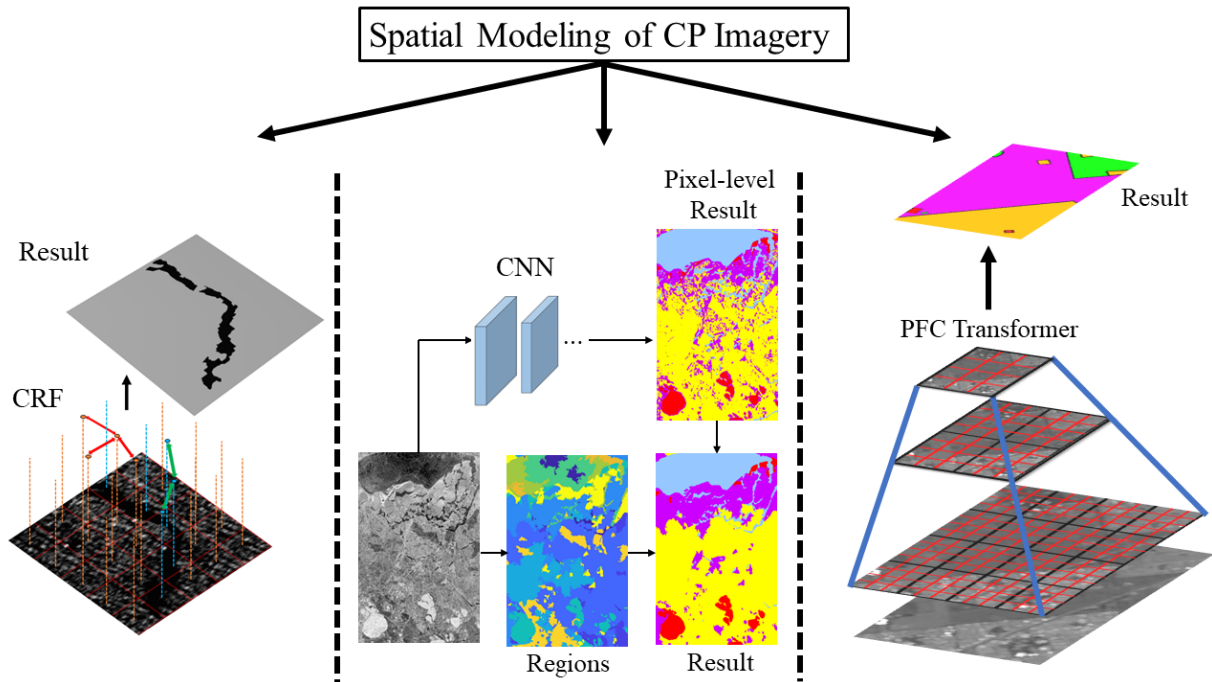 Spatial Modeling of CP Imagery
Result
CRF
CNN
...
Pixel-level
Result
Regions
Result
Result
PFC Transformer